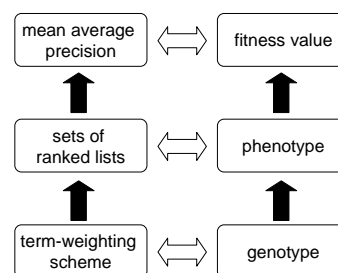 mean average
precision
fitness value
sets of
ranked lists
phenotype
term-weighting
scheme
genotype